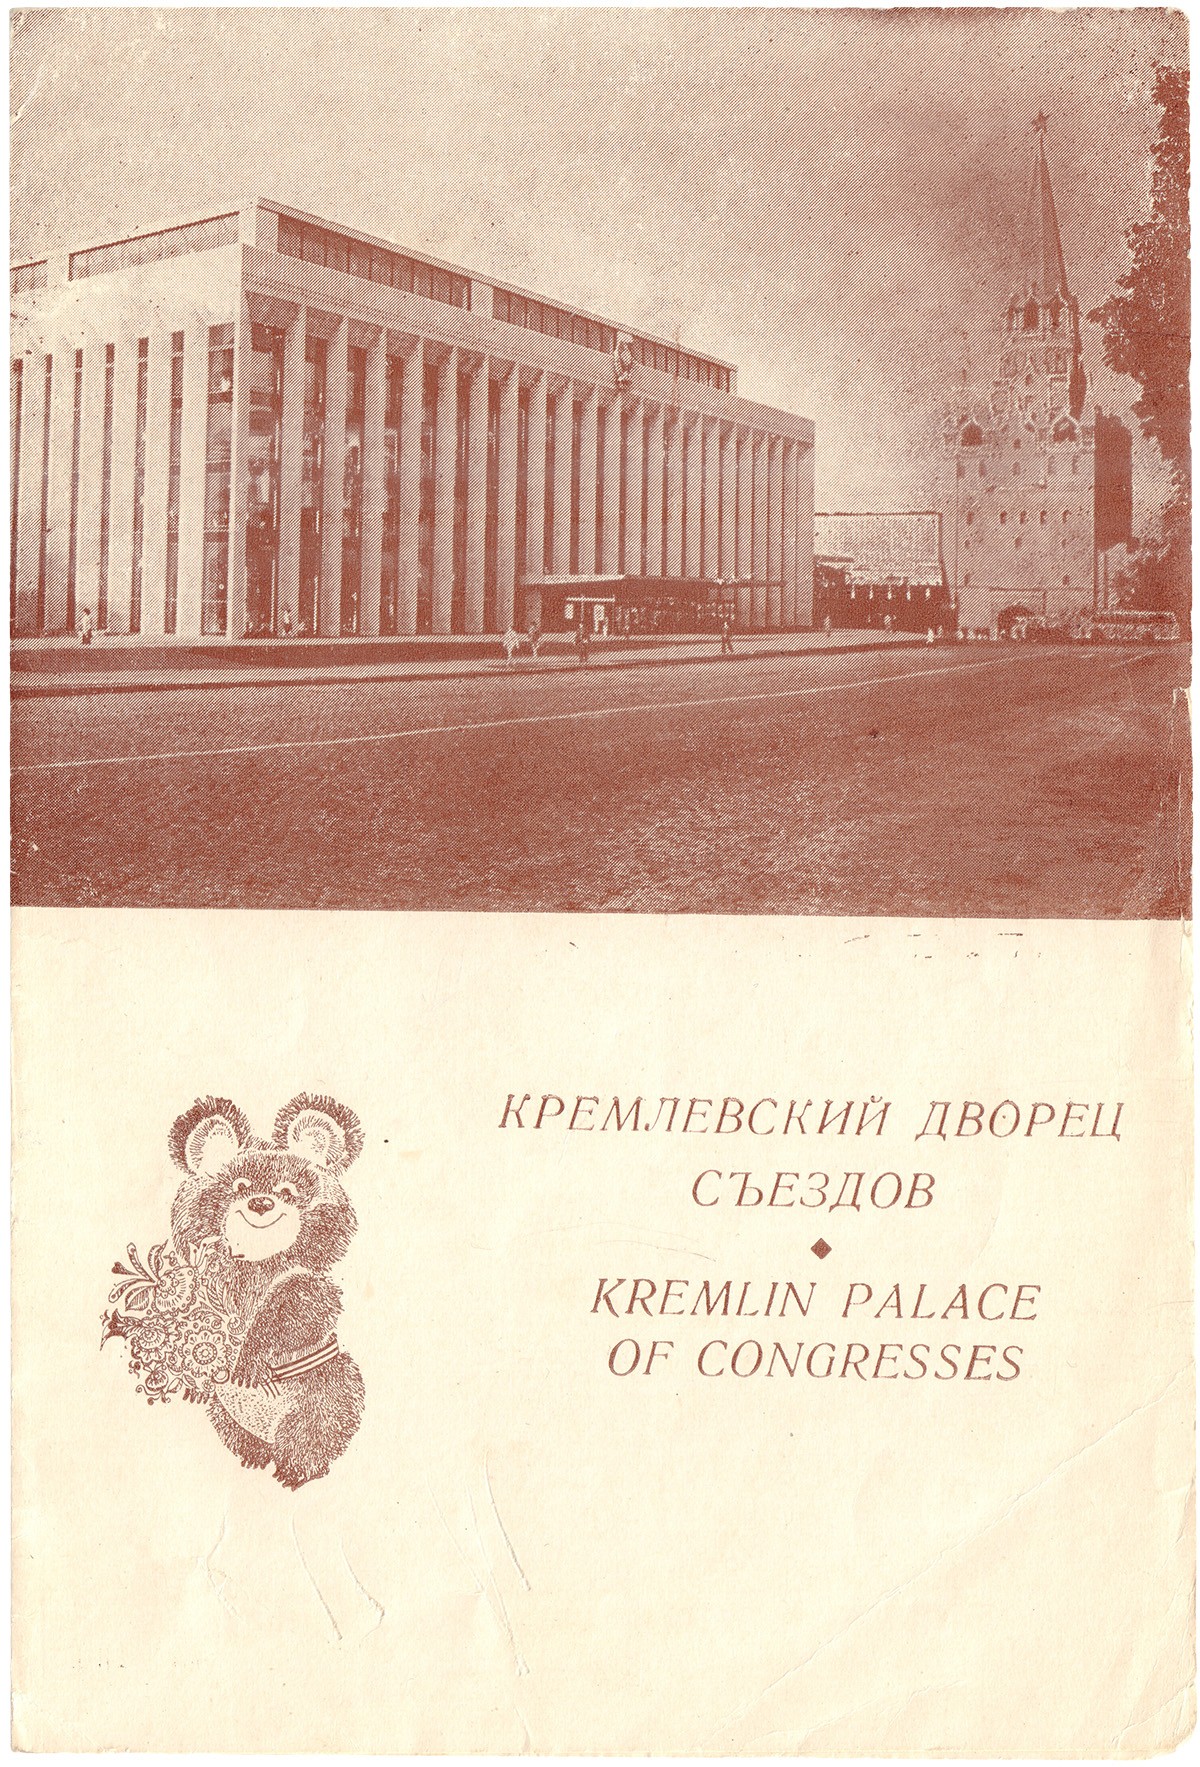 КРЕМЛЕВСКИЙ ДВОРЕЦ
СЪЕЗДОВ
KREMLIN PALACE
OF CONGRESSES